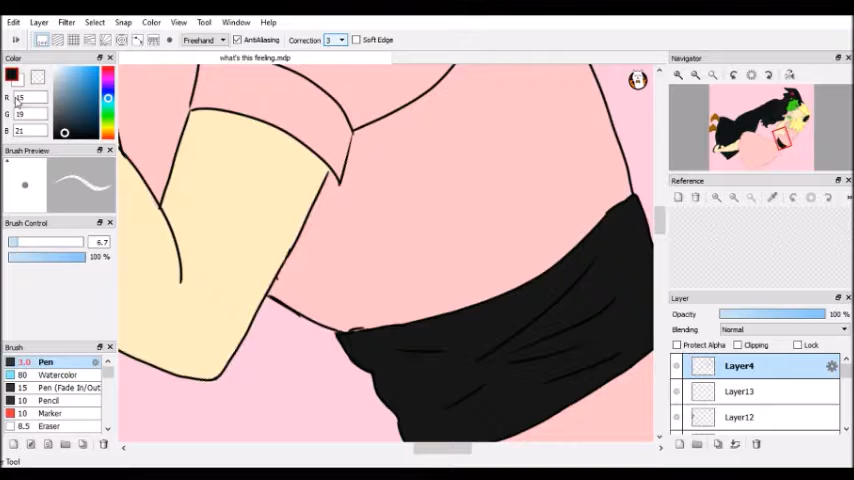 Edit Layer Filter Select Snap Color View Tool Window Help
Freehand AntiAliasing Correction 3 Soft Edge
Color
what's this feeling.mdp
Navigator
R 15
G 19
B 21
Brush Preview
Reference
Brush Control
6.7
100 %
Layer
Opacity 100 %
Blending Normal
Protect Alpha Clipping Lock
Brush
3.0 Pen
80 Watercolor
15 Pen (Fade In/Out
10 Pencil
10 Marker
8.5 Eraser
Layer4
Layer13
Layer12
r Tool